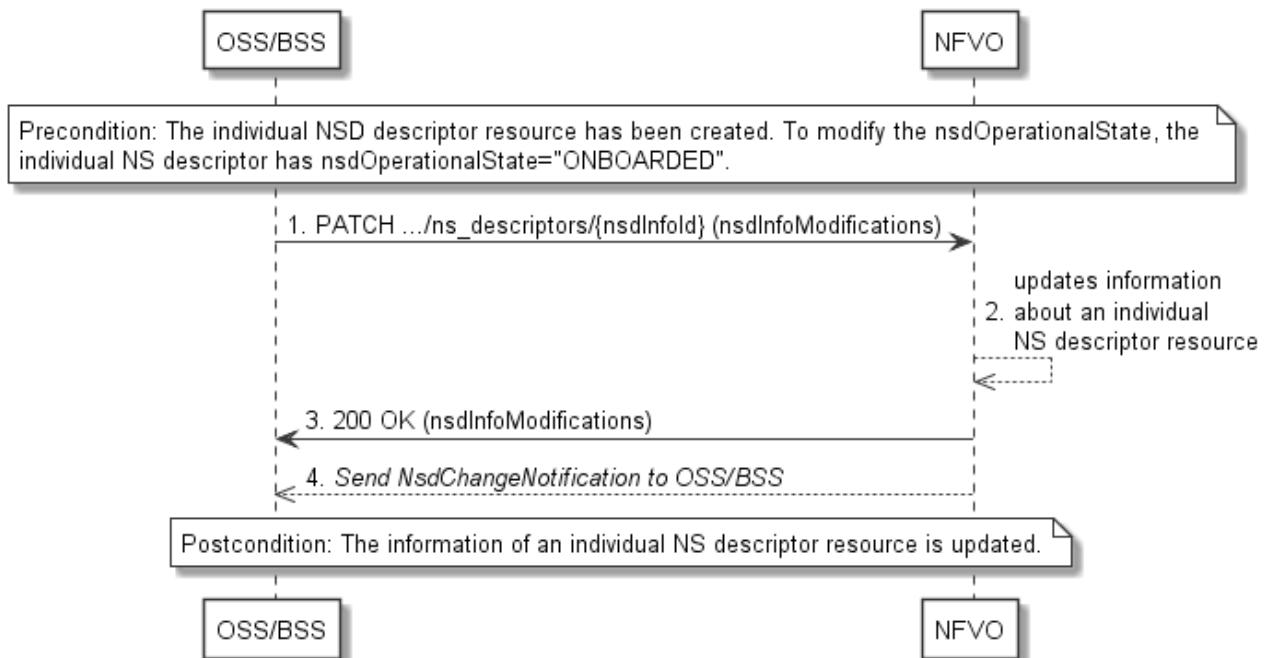 OSS/BSS
NFVO
Precondition: The individual NSD descriptor resource has been created. To modify the nsdOperationalState, the
individual NS descriptor has nsdOperationalState="ONBOARDED".
1. PATCH .../ns_descriptors/{nsdInfoId} (nsdInfoModifications)
updates information
2. about an individual
NS descriptor resource
3. 200 OK (nsdInfoModifications)
4. Send NsdChangeNotification to OSS/BSS
Postcondition: The information of an individual NS descriptor resource is updated.
OSS/BSS
NFVO